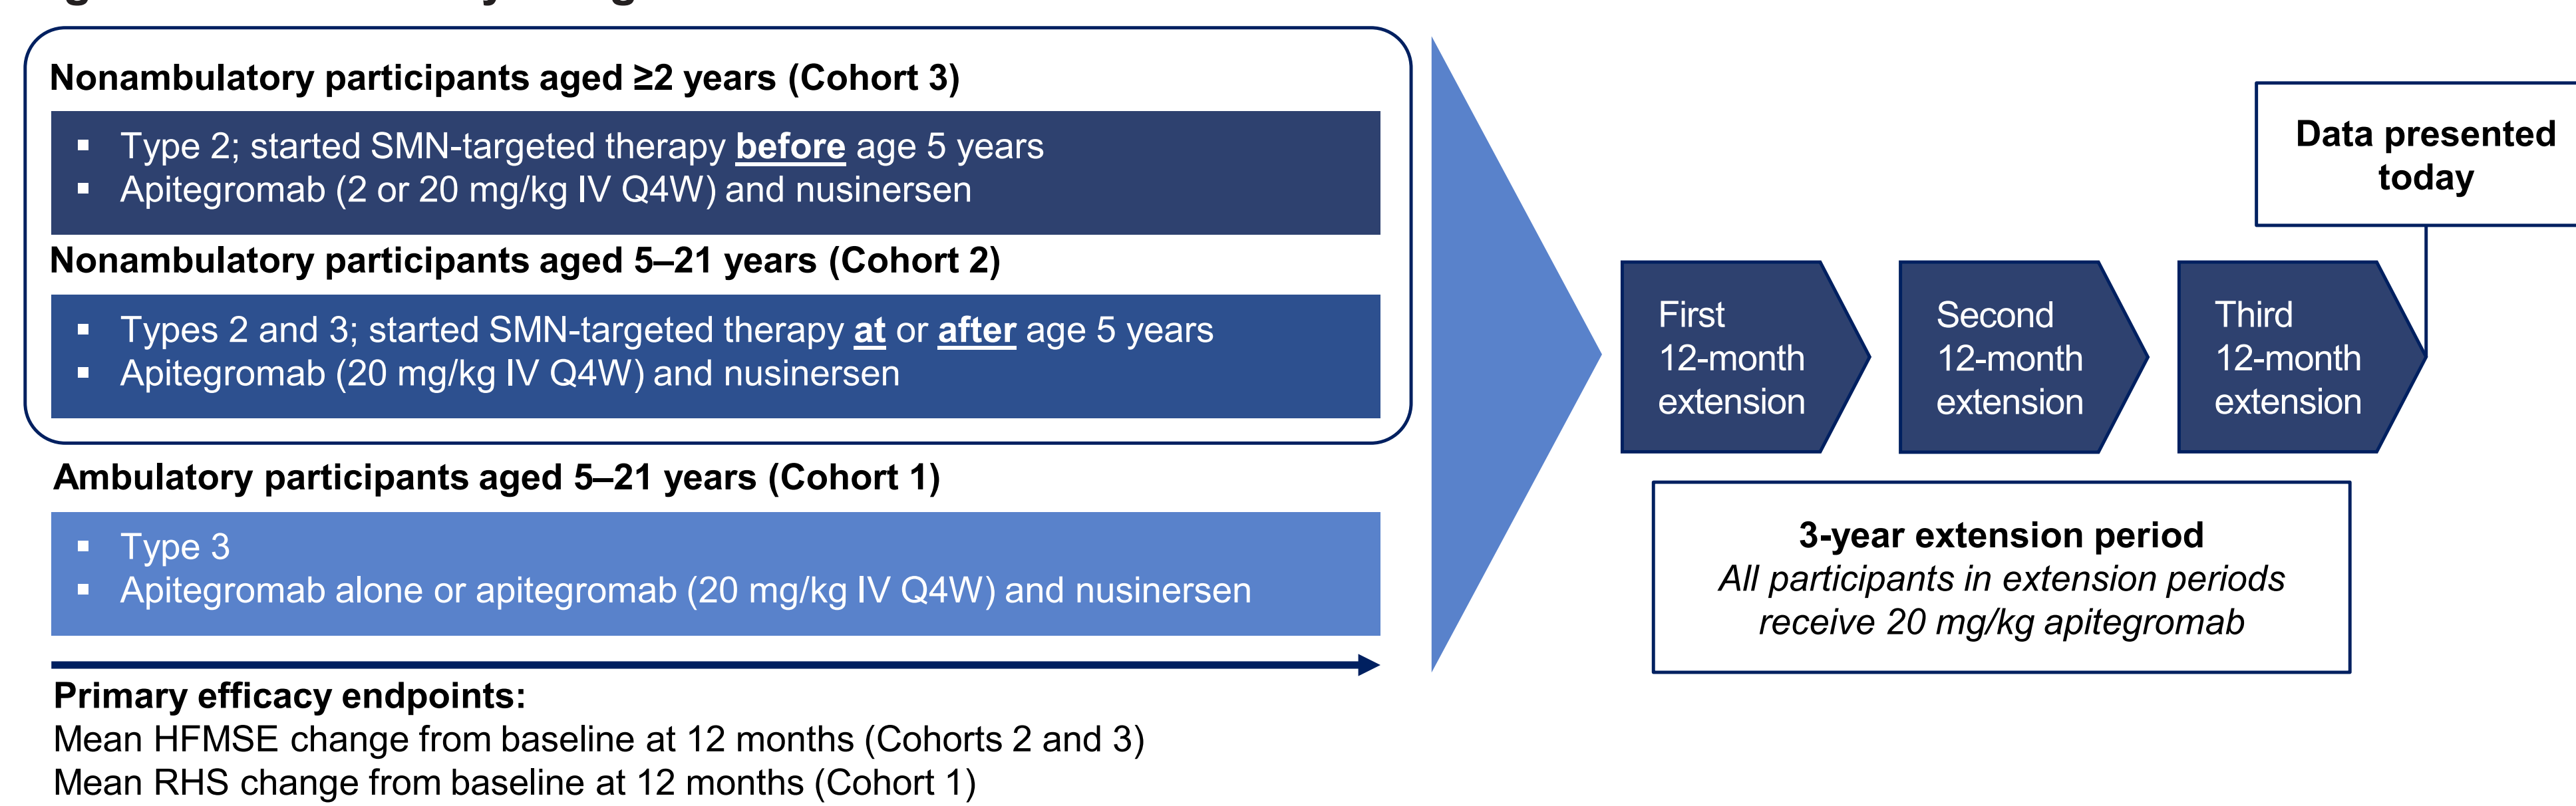 Nonambulatory participants aged ≥2 years (Cohort 3)
▪ Type 2; started SMN-targeted therapy before age 5 years
▪ Apitegromab (2 or 20 mg/kg IV Q4W) and nusinersen
Nonambulatory participants aged 5–21 years (Cohort 2)
▪ Types 2 and 3; started SMN-targeted therapy at or after age 5 years
▪ Apitegromab (20 mg/kg IV Q4W) and nusinersen
Ambulatory participants aged 5–21 years (Cohort 1)
▪ Type 3
▪ Apitegromab alone or apitegromab (20 mg/kg IV Q4W) and nusinersen
Primary efficacy endpoints:
Mean HFMSE change from baseline at 12 months (Cohorts 2 and 3)
Mean RHS change from baseline at 12 months (Cohort 1)
First
12-month
extension
Second
12-month
extension
Third
12-month
extension
Data presented
today
3-year extension period
All participants in extension periods
receive 20 mg/kg apitegromab